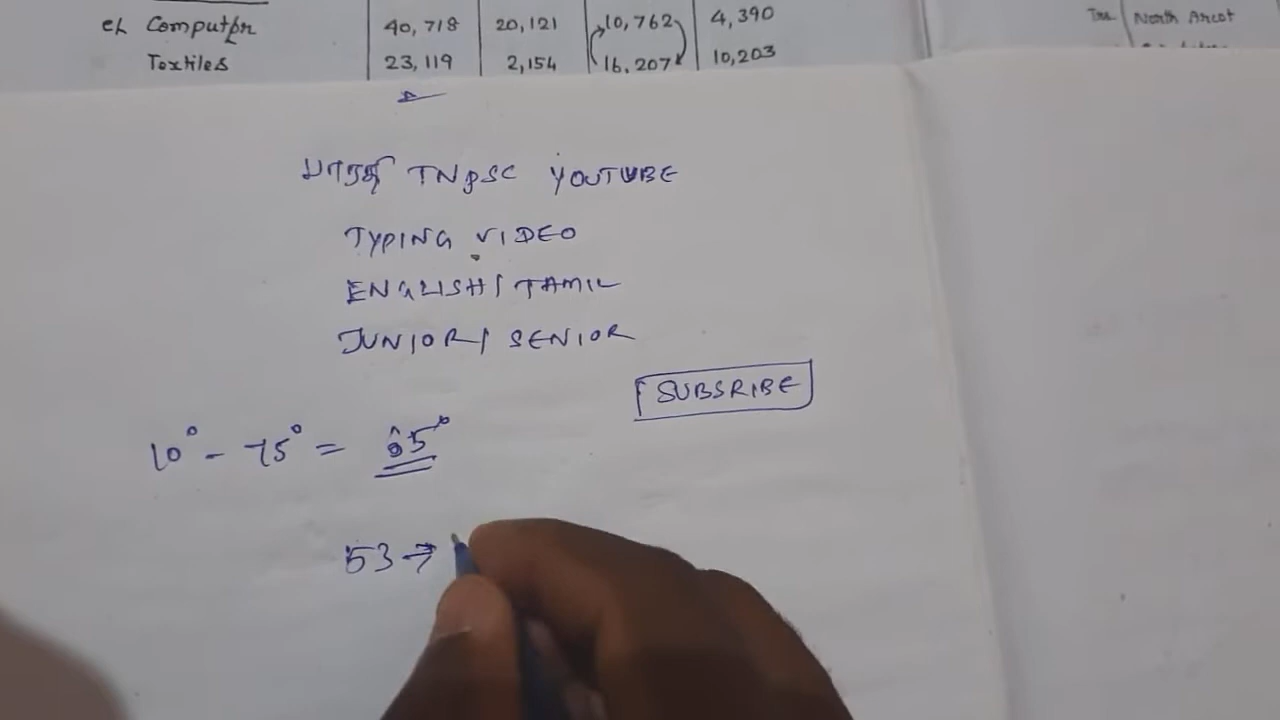 Computer 40,718 20,121 10,762 4,390
Textiles 23,119 2,154 16,207 10,203
North Arcot
பாரதி TNPSC YOUTUBE
TYPING VIDEO
ENGLISH / TAMIL
JUNIOR / SENIOR
SUBSRIBE
10° - 75° = 65°
53 →